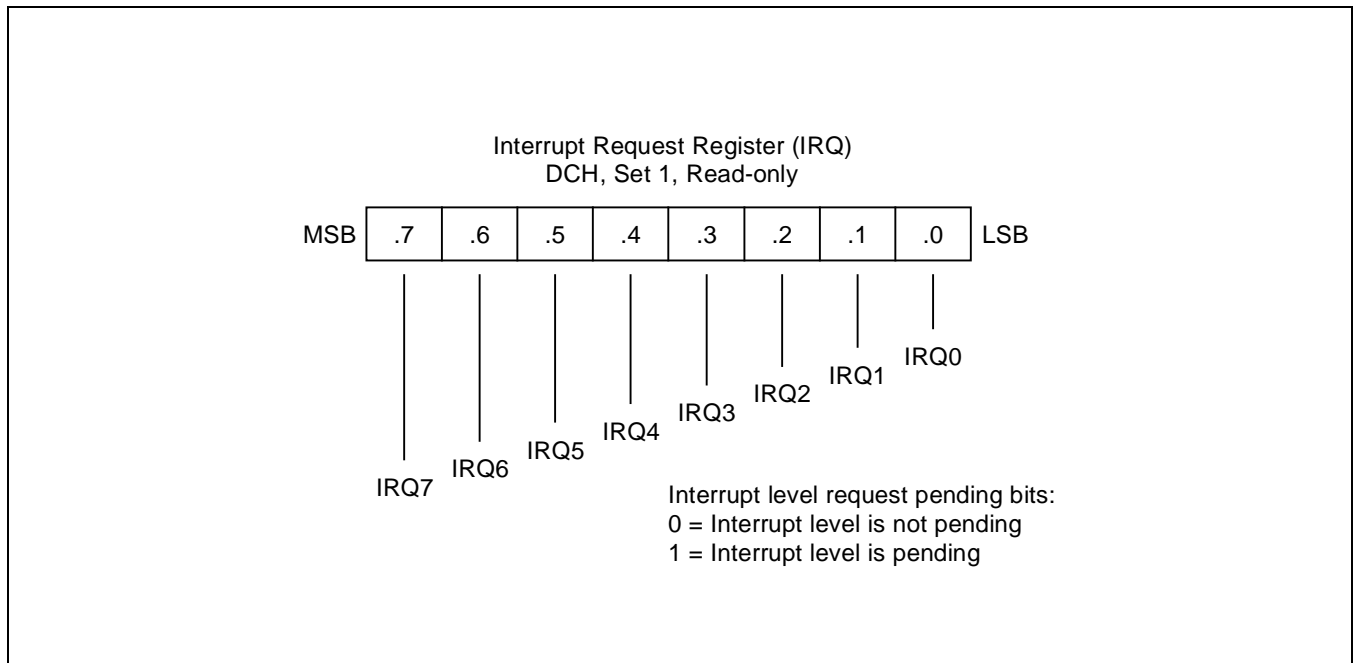 Interrupt Request Register (IRQ)
DCH, Set 1, Read-only
MSB .7 .6 .5 .4 .3 .2 .1 .0 LSB
IRQ0
IRQ1
IRQ2
IRQ3
IRQ4
IRQ5
IRQ6
IRQ7
Interrupt level request pending bits:
0 = Interrupt level is not pending
1 = Interrupt level is pending